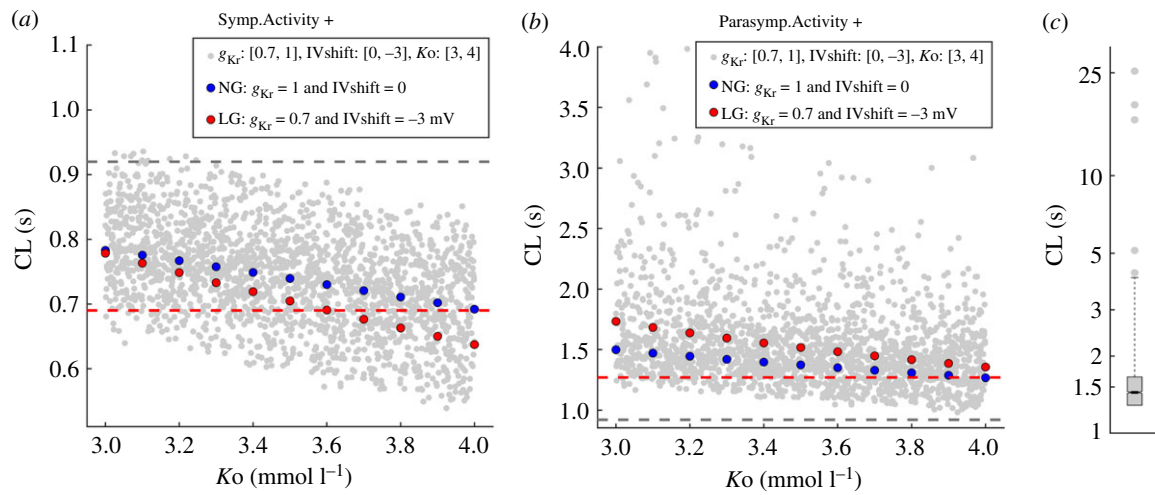 (a)
Symp.Activity +
gKr: [0.7, 1], IVshift: [0, −3], Ko: [3, 4]
NG: gKr = 1 and IVshift = 0
LG: gKr = 0.7 and IVshift = −3 mV
CL (s)
1.1
1.0
0.9
0.8
0.7
0.6
3.0 3.2 3.4 3.6 3.8 4.0
Ko (mmol l⁻¹)
(b)
Parasymp.Activity +
gKr: [0.7, 1], IVshift: [0, −3], Ko: [3, 4]
NG: gKr = 1 and IVshift = 0
LG: gKr = 0.7 and IVshift = −3 mV
CL (s)
4.0
3.5
3.0
2.5
2.0
1.5
1.0
3.0 3.2 3.4 3.6 3.8 4.0
Ko (mmol l⁻¹)
(c)
CL (s)
25
10
5
3
2
1.5
1